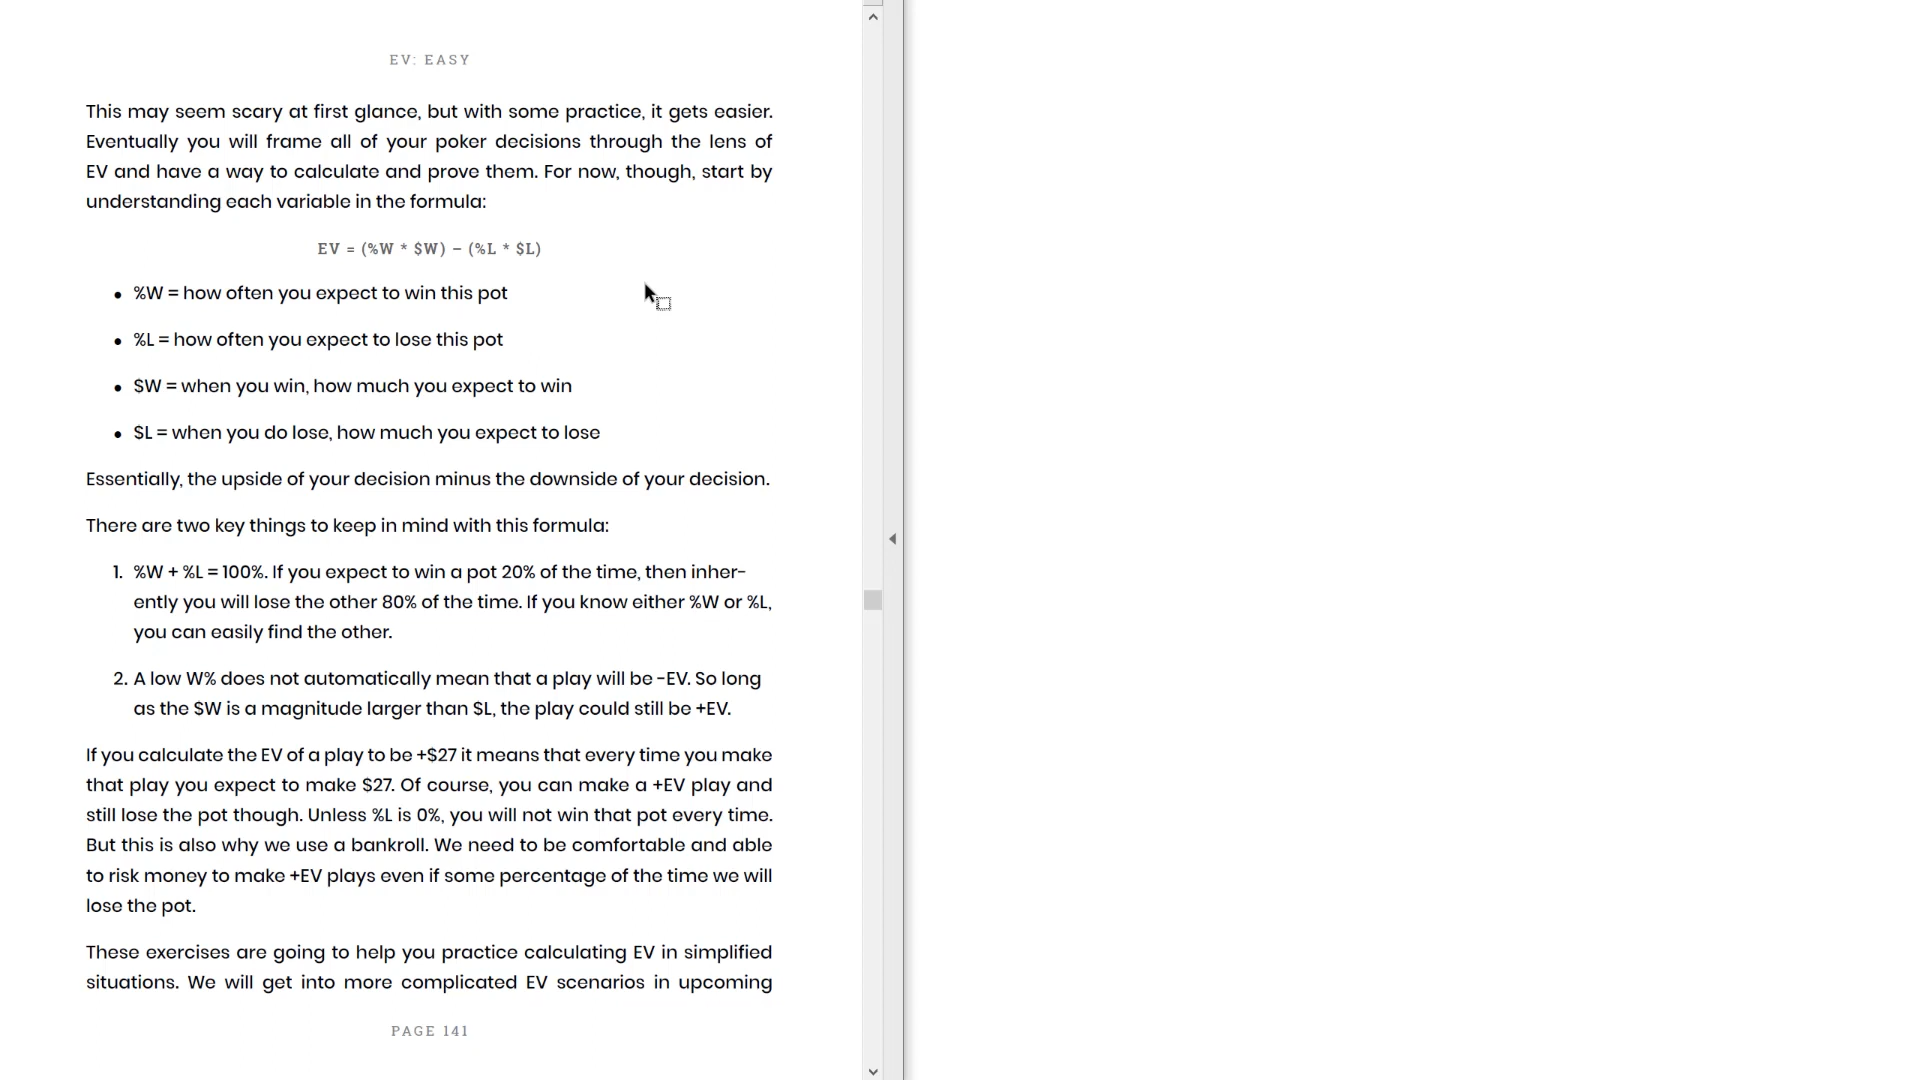 EV: EASY
This may seem scary at first glance, but with some practice, it gets easier.
Eventually you will frame all of your poker decisions through the lens of
EV and have a way to calculate and prove them. For now, though, start by
understanding each variable in the formula:
EV = (%W * $W) – (%L * $L)
• %W = how often you expect to win this pot
• %L = how often you expect to lose this pot
• $W = when you win, how much you expect to win
• $L = when you do lose, how much you expect to lose
Essentially, the upside of your decision minus the downside of your decision.
There are two key things to keep in mind with this formula:
1. %W + %L = 100%. If you expect to win a pot 20% of the time, then inher-
ently you will lose the other 80% of the time. If you know either %W or %L,
you can easily find the other.
2. A low W% does not automatically mean that a play will be -EV. So long
as the $W is a magnitude larger than $L, the play could still be +EV.
If you calculate the EV of a play to be +$27 it means that every time you make
that play you expect to make $27. Of course, you can make a +EV play and
still lose the pot though. Unless %L is 0%, you will not win that pot every time.
But this is also why we use a bankroll. We need to be comfortable and able
to risk money to make +EV plays even if some percentage of the time we will
lose the pot.
These exercises are going to help you practice calculating EV in simplified
situations. We will get into more complicated EV scenarios in upcoming
PAGE 141